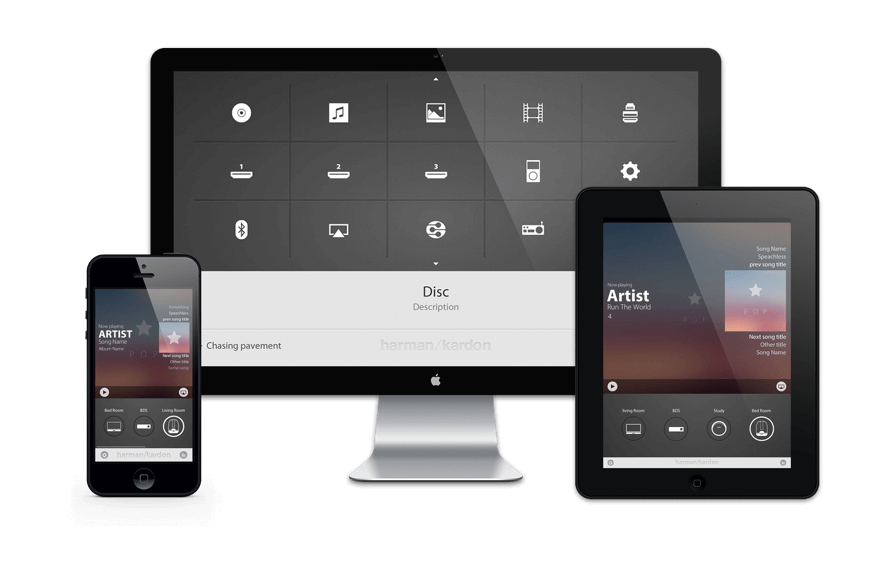 1
2
3
Disc
Description
Chasing pavement
harman/kardon
Now playing
ARTIST
Song Name
Album Name
Something
Speachless
prev song title
POP
Next song title
Other title
Bed Room
BDS
Living Room
harman/kardon
Now playing
Artist
Run The World
4
Song Name
Speachless
prev song title
POP
Next song title
Other title
Song Name
living Room
BDS
Study
Bed Room
harman/kardon